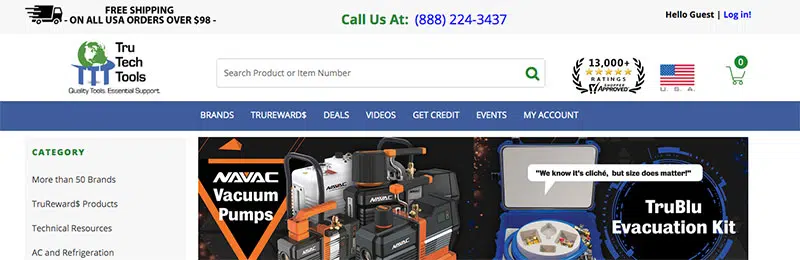 FREE SHIPPING
- ON ALL USA ORDERS OVER $98 -
Call Us At: (888) 224-3437
Hello Guest | Log in!
Tru
Tech
Tools
TTT
Quality Tools. Essential Support.
Search Product or Item Number
13,000+
RATINGS
SHOPPER
APPROVED
U. S. A.
0
BRANDS TRUREWARD$ DEALS VIDEOS GET CREDIT EVENTS MY ACCOUNT
CATEGORY
More than 50 Brands
TruReward$ Products
Technical Resources
AC and Refrigeration
NAVAC
Vacuum
Pumps
NAVAC
NAVAC
"We know it's cliché, but size does matter!"
TruBlu
Evacuation Kit